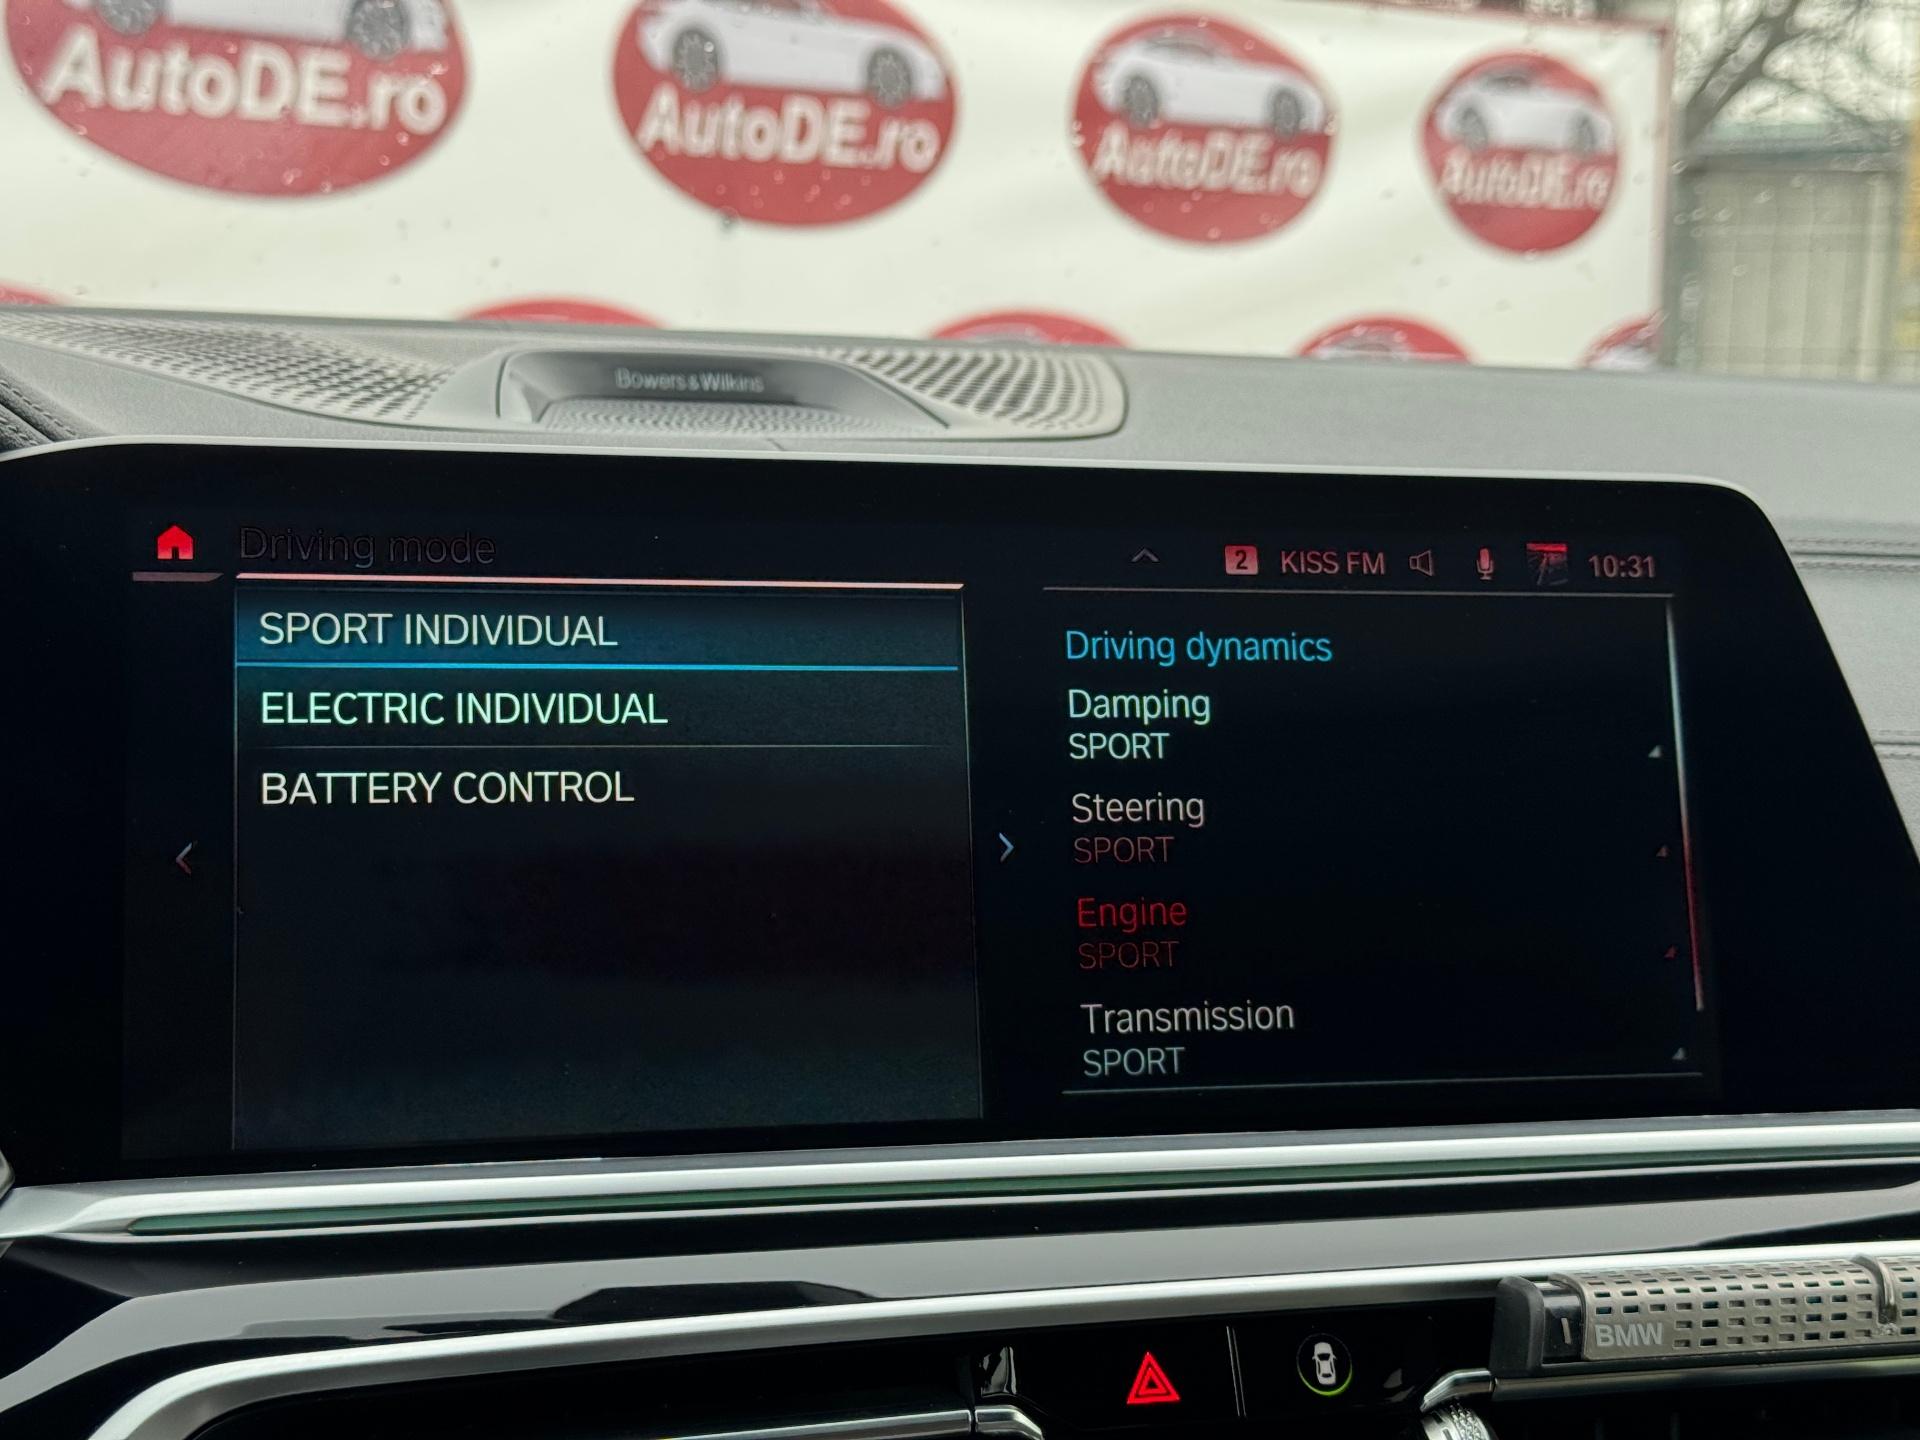 AutoDE.ro
AutoDE.ro
AutoDE.ro
AutoDE.ro
Bowers & Wilkins
Driving mode
2 KISS FM 10:31
SPORT INDIVIDUAL
ELECTRIC INDIVIDUAL
BATTERY CONTROL
Driving dynamics
Damping
SPORT
Steering
SPORT
Engine
SPORT
Transmission
SPORT
BMW